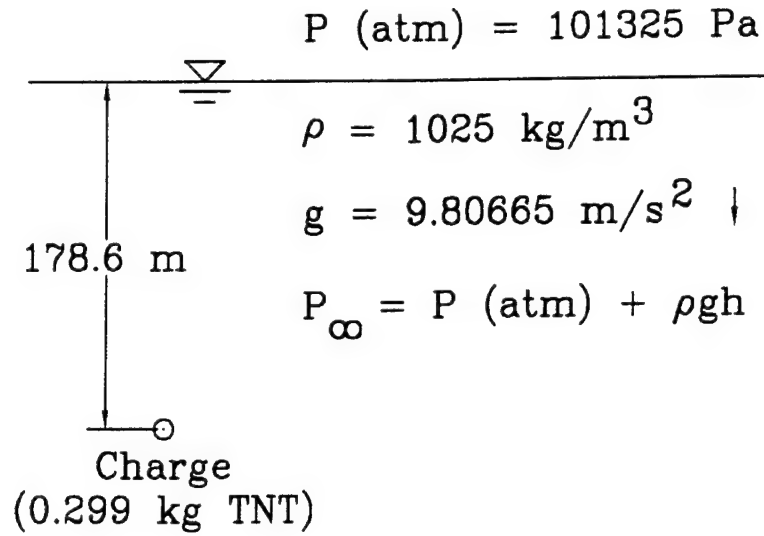 P (atm) = 101325 Pa
ρ = 1025 kg/m³
g = 9.80665 m/s² ↓
178.6 m
P∞ = P (atm) + ρgh
Charge
(0.299 kg TNT)